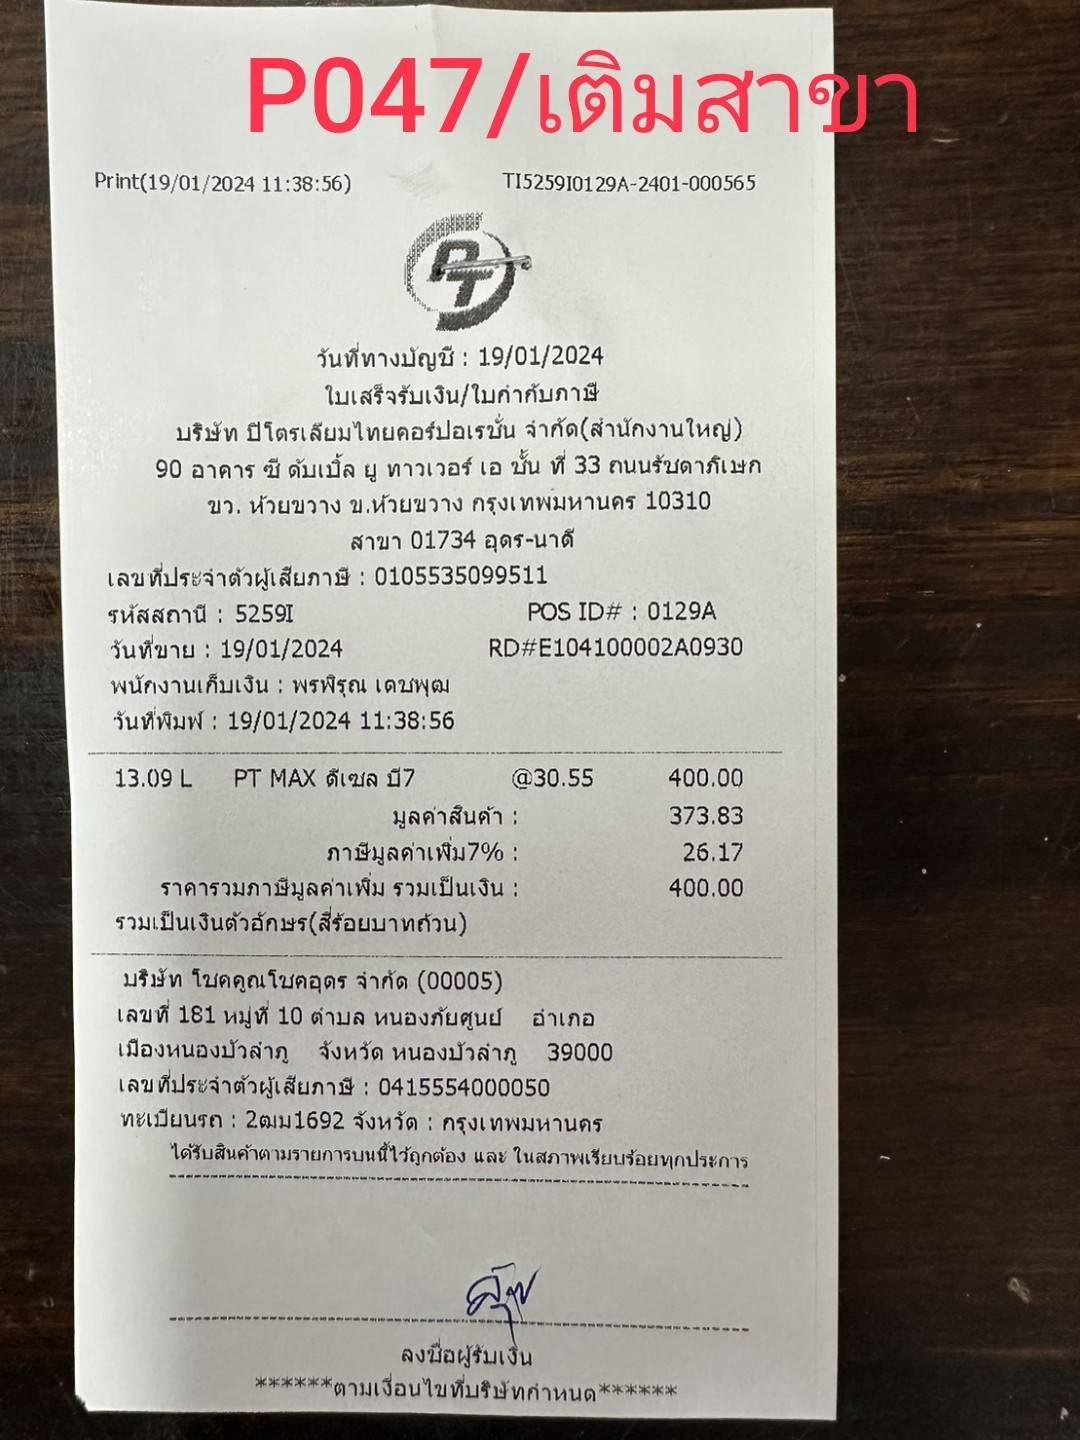 P047/เติมสาขา
Print(19/01/2024 11:38:56) TI5259I0129A-2401-000565
PT
วันที่ทางบัญชี : 19/01/2024
ใบเสร็จรับเงิน/ใบกำกับภาษี
บริษัท ปิโตรเลียมไทยคอร์ปอเรชั่น จำกัด(สำนักงานใหญ่)
90 อาคาร ซี ดับเบิ้ล ยู ทาวเวอร์ เอ ชั้น ที่ 33 ถนนรัชดาภิเษก
ขว. ห้วยขวาง ข.ห้วยขวาง กรุงเทพมหานคร 10310
สาขา 01734 อุดร-นาดี
เลขที่ประจำตัวผู้เสียภาษี : 0105535099511
รหัสสถานี : 5259I POS ID# : 0129A
วันที่ขาย : 19/01/2024 RD#E104100002A0930
พนักงานเก็บเงิน : พรพิรุณ เดชพุฒ
วันที่พิมพ์ : 19/01/2024 11:38:56
13.09 L PT MAX ดีเซล บี7 @30.55 400.00
มูลค่าสินค้า : 373.83
ภาษีมูลค่าเพิ่ม7% : 26.17
ราคารวมภาษีมูลค่าเพิ่ม รวมเป็นเงิน : 400.00
รวมเป็นเงินตัวอักษร(สี่ร้อยบาทถ้วน)
บริษัท โชคคูณโชคอุดร จำกัด (00005)
เลขที่ 181 หมู่ที่ 10 ตำบล หนองภัยศูนย์ อำเภอ
เมืองหนองบัวลำภู จังหวัด หนองบัวลำภู 39000
เลขที่ประจำตัวผู้เสียภาษี : 0415554000050
ทะเบียนรถ : 2ฒม1692 จังหวัด : กรุงเทพมหานคร
ได้รับสินค้าตามรายการบนนี้ไว้ถูกต้อง และ ในสภาพเรียบร้อยทุกประการ
ลงชื่อผู้รับเงิน
******ตามเงื่อนไขที่บริษัทกำหนด******